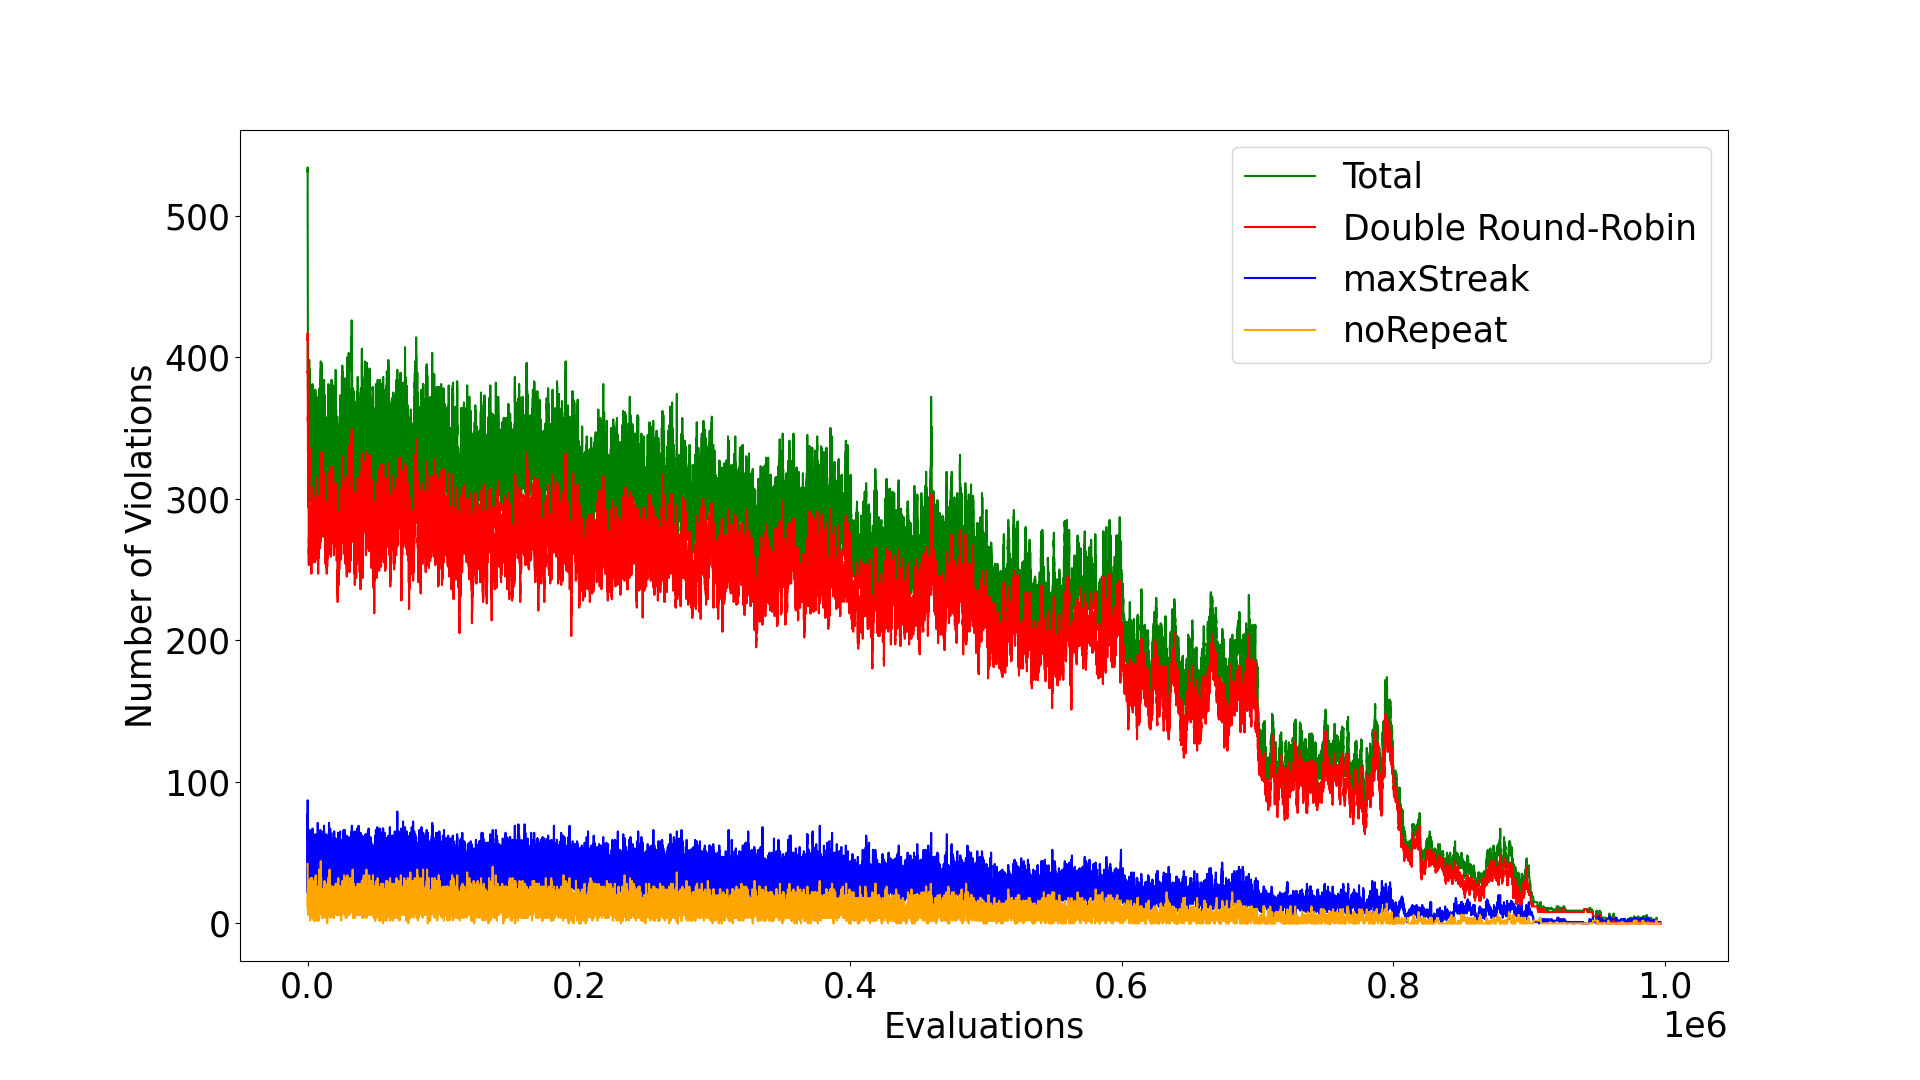 Total
Double Round-Robin
maxStreak
noRepeat
Number of Violations
500
400
300
200
100
0
0.0 0.2 0.4 0.6 0.8 1.0
Evaluations
1e6